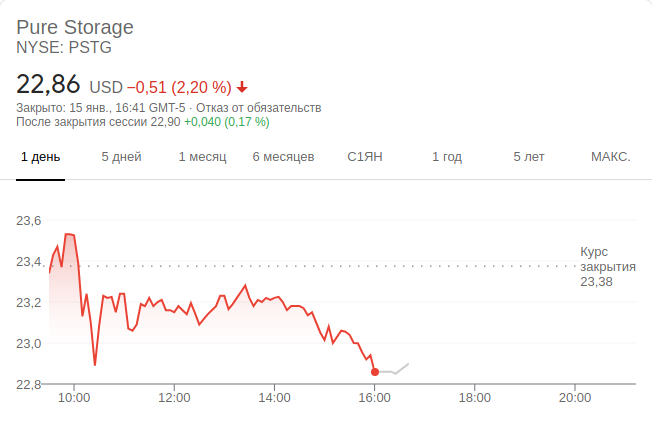 Pure Storage
NYSE: PSTG
22,86 USD −0,51 (2,20 %)
Закрыто: 15 янв., 16:41 GMT-5 · Отказ от обязательств
После закрытия сессии 22,90 +0,040 (0,17 %)
1 день 5 дней 1 месяц 6 месяцев С1ЯН 1 год 5 лет МАКС.
23,6
23,4
23,2
23,0
22,8
Курс
закрытия
23,38
10:00 12:00 14:00 16:00 18:00 20:00